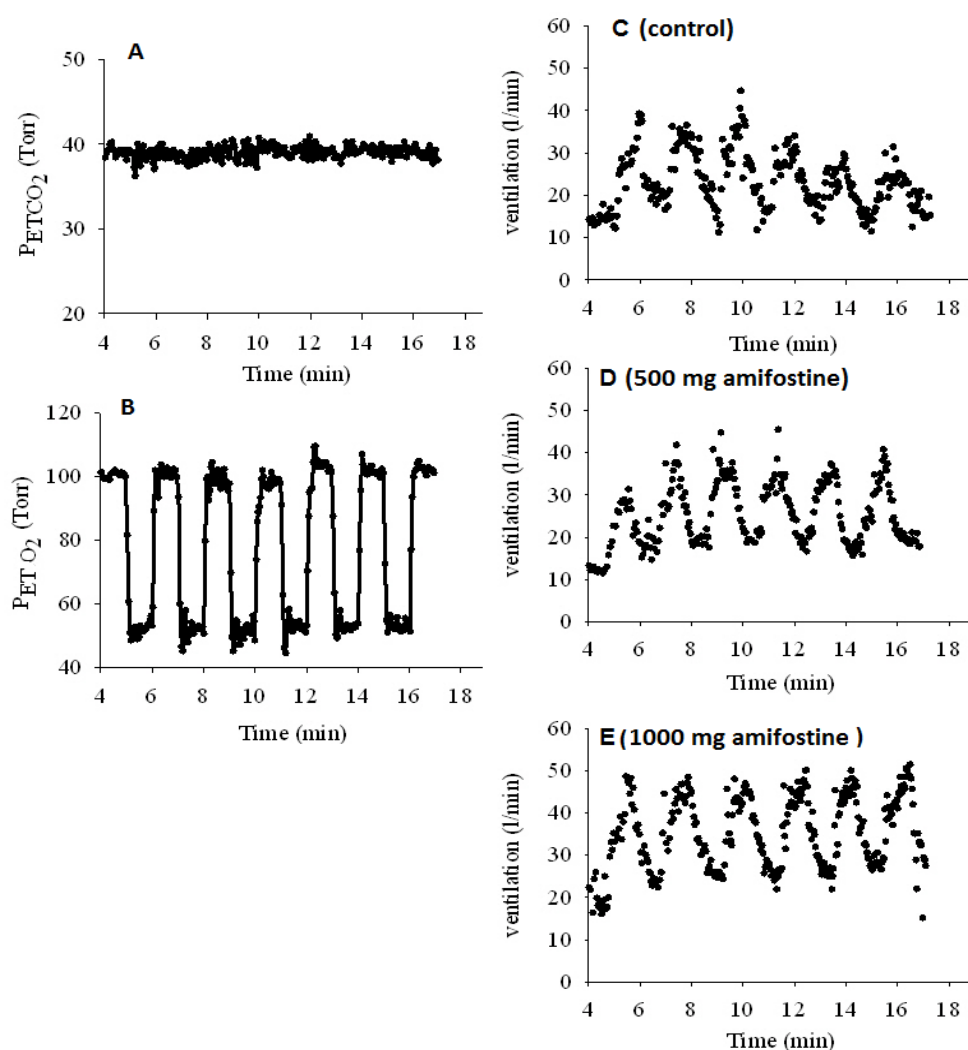 A
50
40
30
20
P_ETCO₂ (Torr)
4 6 8 10 12 14 16 18
Time (min)
B
120
100
80
60
40
P_ET O₂ (Torr)
4 6 8 10 12 14 16 18
Time (min)
C (control)
60
50
40
30
20
10
0
ventilation (l/min)
4 6 8 10 12 14 16 18
Time (min)
D (500 mg amifostine)
60
50
40
30
20
10
0
ventilation (l/min)
4 6 8 10 12 14 16 18
Time (min)
E (1000 mg amifostine )
60
50
40
30
20
10
0
ventilation (l/min)
4 6 8 10 12 14 16 18
Time (min)